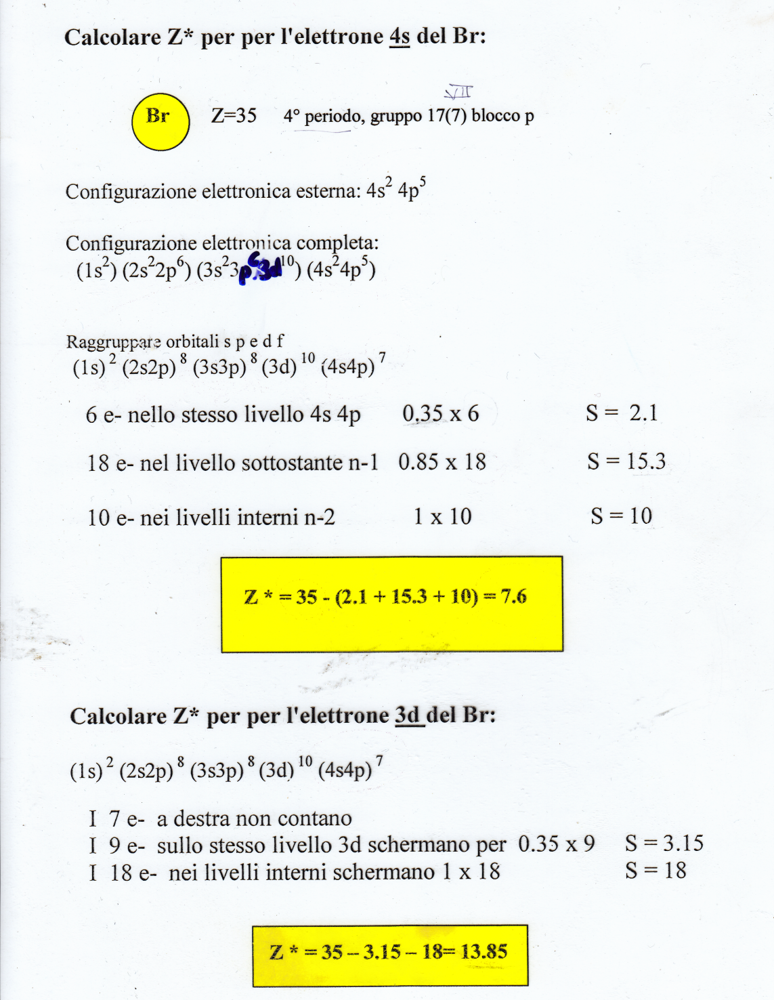 Calcolare Z* per per l'elettrone 4s del Br:
VII
Br Z=35 4° periodo, gruppo 17(7) blocco p
Configurazione elettronica esterna: 4s² 4p⁵
Configurazione elettronica completa:
(1s²) (2s²2p⁶) (3s²3p⁶3d¹⁰) (4s²4p⁵)
Raggruppare orbitali s p e d f
(1s)² (2s2p)⁸ (3s3p)⁸ (3d)¹⁰ (4s4p)⁷
6 e- nello stesso livello 4s 4p 0.35 x 6 S = 2.1
18 e- nel livello sottostante n-1 0.85 x 18 S = 15.3
10 e- nei livelli interni n-2 1 x 10 S = 10
Z * = 35 - (2.1 + 15.3 + 10) = 7.6
Calcolare Z* per per l'elettrone 3d del Br:
(1s)² (2s2p)⁸ (3s3p)⁸ (3d)¹⁰ (4s4p)⁷
I 7 e- a destra non contano
I 9 e- sullo stesso livello 3d schermano per 0.35 x 9 S = 3.15
I 18 e- nei livelli interni schermano 1 x 18 S = 18
Z * = 35 – 3.15 – 18= 13.85